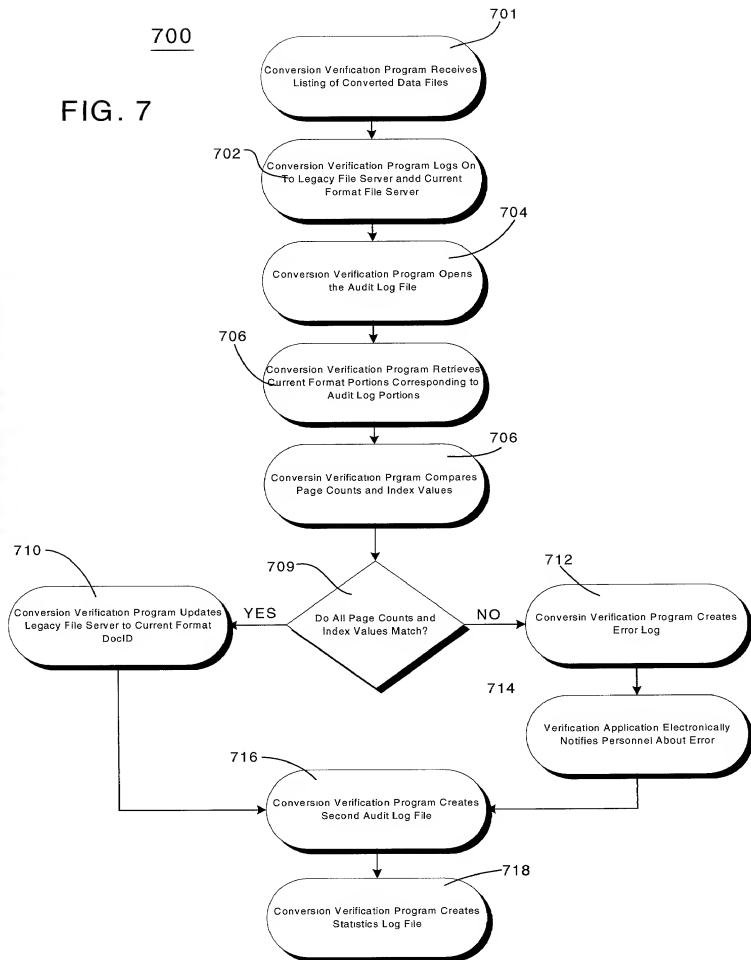 700
FIG. 7
701
Conversion Verification Program Receives
Listing of Converted Data Files
702
Conversion Verification Program Logs On
To Legacy File Server andd Current
Format File Server
704
Conversion Verification Program Opens
the Audit Log File
706
Conversion Verification Program Retrieves
Current Format Portions Corresponding to
Audit Log Portions
706
Conversin Verification Prgram Compares
Page Counts and Index Values
709
Do All Page Counts and
Index Values Match?
YES
NO
710
Conversion Verification Program Updates
Legacy File Server to Current Format
DocID
712
Conversin Verification Program Creates
Error Log
714
Verification Application Electronically
Notifies Personnel About Error
716
Conversion Verification Program Creates
Second Audit Log File
718
Conversion Verification Program Creates
Statistics Log File